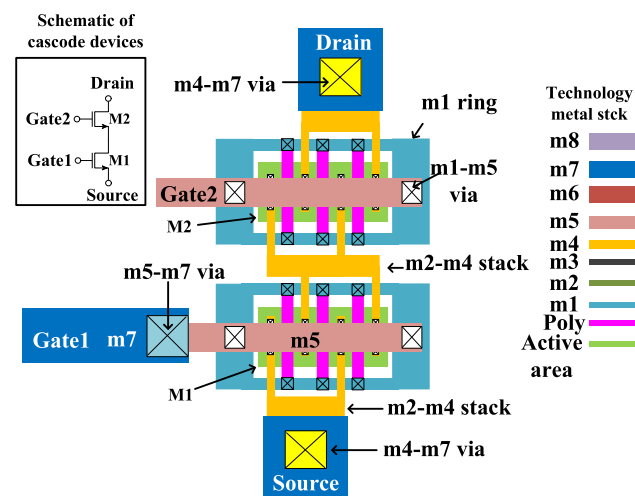 Schematic of
cascode devices
Drain
Gate2
M2
Gate1
M1
Source
Drain
m4-m7 via
m1 ring
Gate2
m1-m5
via
M2
m5-m7 via
m2-m4 stack
Gate1 m7
m5
M1
m2-m4 stack
m4-m7 via
Source
Technology
metal stck
m8
m7
m6
m5
m4
m3
m2
m1
Poly
Active
area